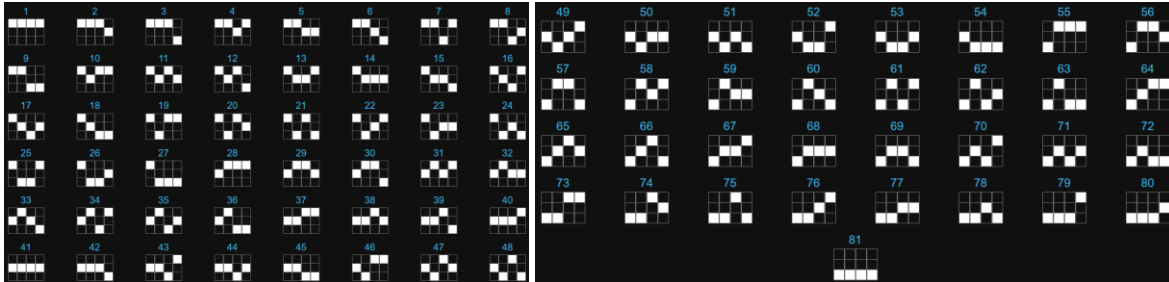 1 2 3 4 5 6 7 8
9 10 11 12 13 14 15 16
17 18 19 20 21 22 23 24
25 26 27 28 29 30 31 32
33 34 35 36 37 38 39 40
41 42 43 44 45 46 47 48
49 50 51 52 53 54 55 56
57 58 59 60 61 62 63 64
65 66 67 68 69 70 71 72
73 74 75 76 77 78 79 80
81